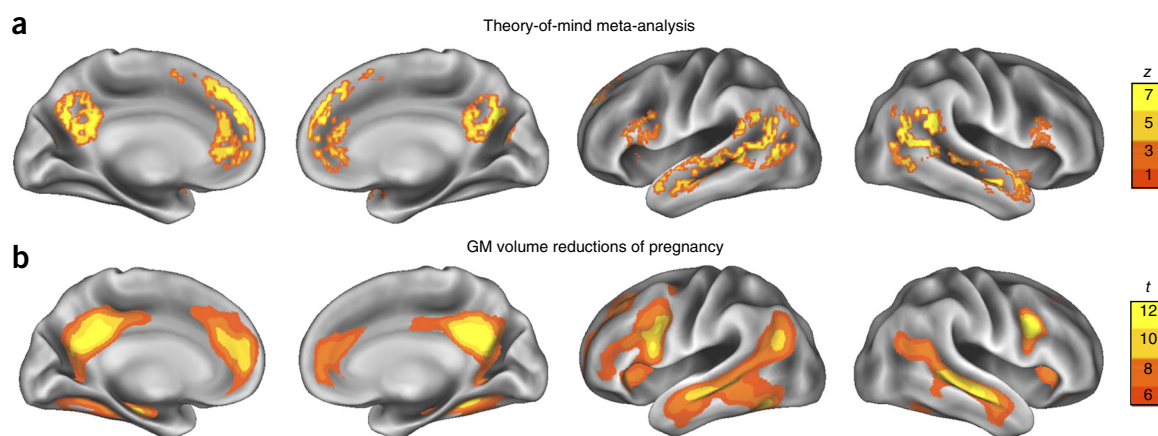 a
Theory-of-mind meta-analysis
z
7
5
3
1
b
GM volume reductions of pregnancy
t
12
10
8
6